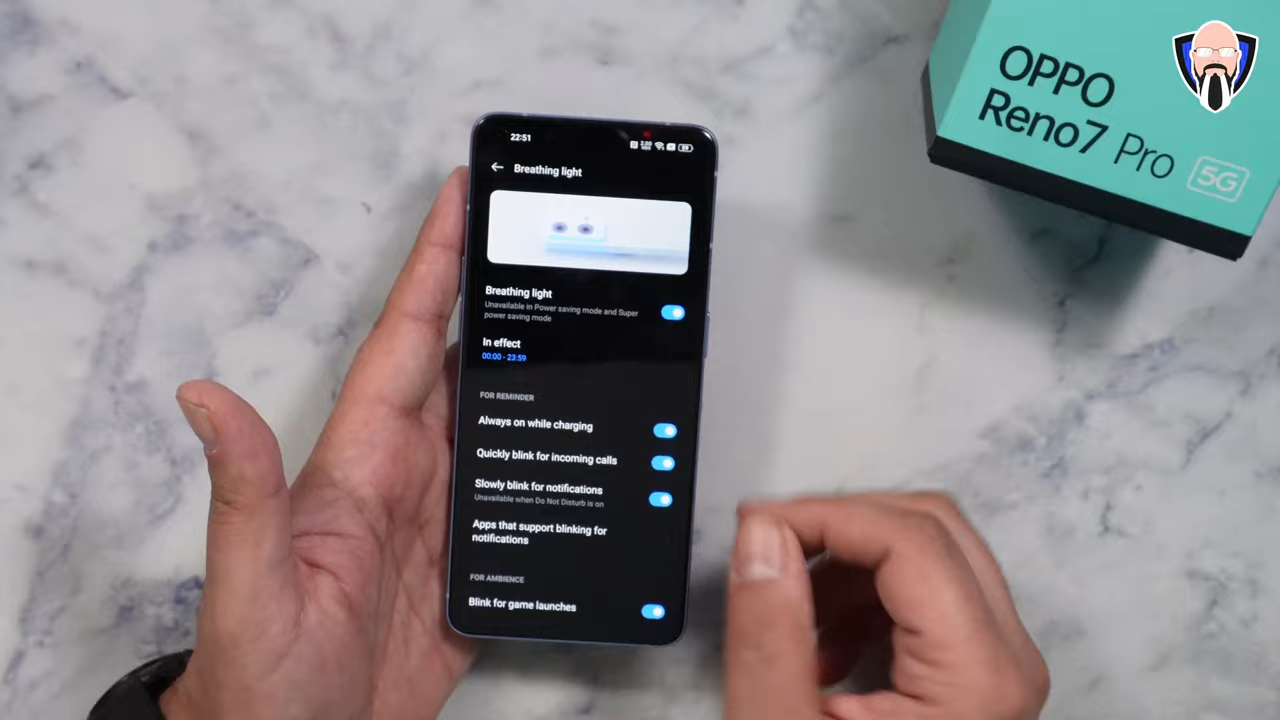 OPPO
Reno7 Pro 5G
22:51
Breathing light
Breathing light
Unavailable in Power saving mode and Super
power saving mode
In effect
00:00 - 23:59
FOR REMINDER
Always on while charging
Quickly blink for incoming calls
Slowly blink for notifications
Unavailable when Do Not Disturb is on
Apps that support blinking for
notifications
FOR AMBIENCE
Blink for game launches